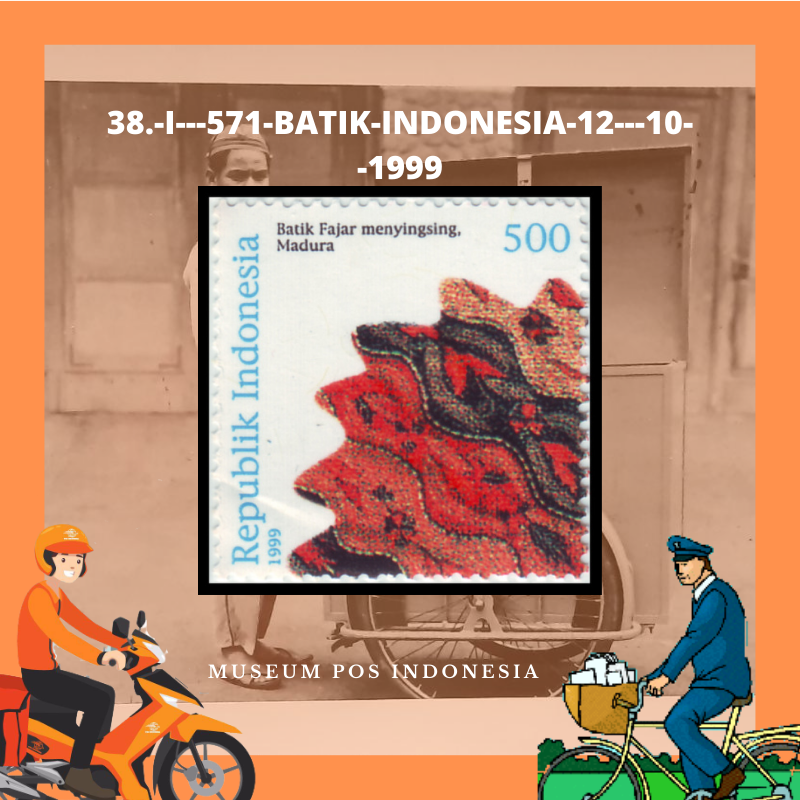 38.-I---571-BATIK-INDONESIA-12---10-
-1999
Batik Fajar menyingsing,
Madura
500
Republik Indonesia
1999
MUSEUM POS INDONESIA